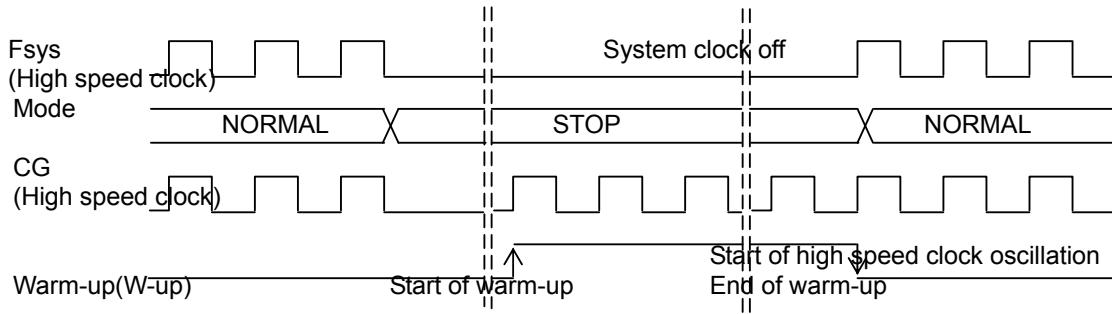 Fsys
(High speed clock)
System clock off
Mode
NORMAL
STOP
NORMAL
CG
(High speed clock)
Warm-up(W-up)
Start of warm-up
Start of high speed clock oscillation
End of warm-up